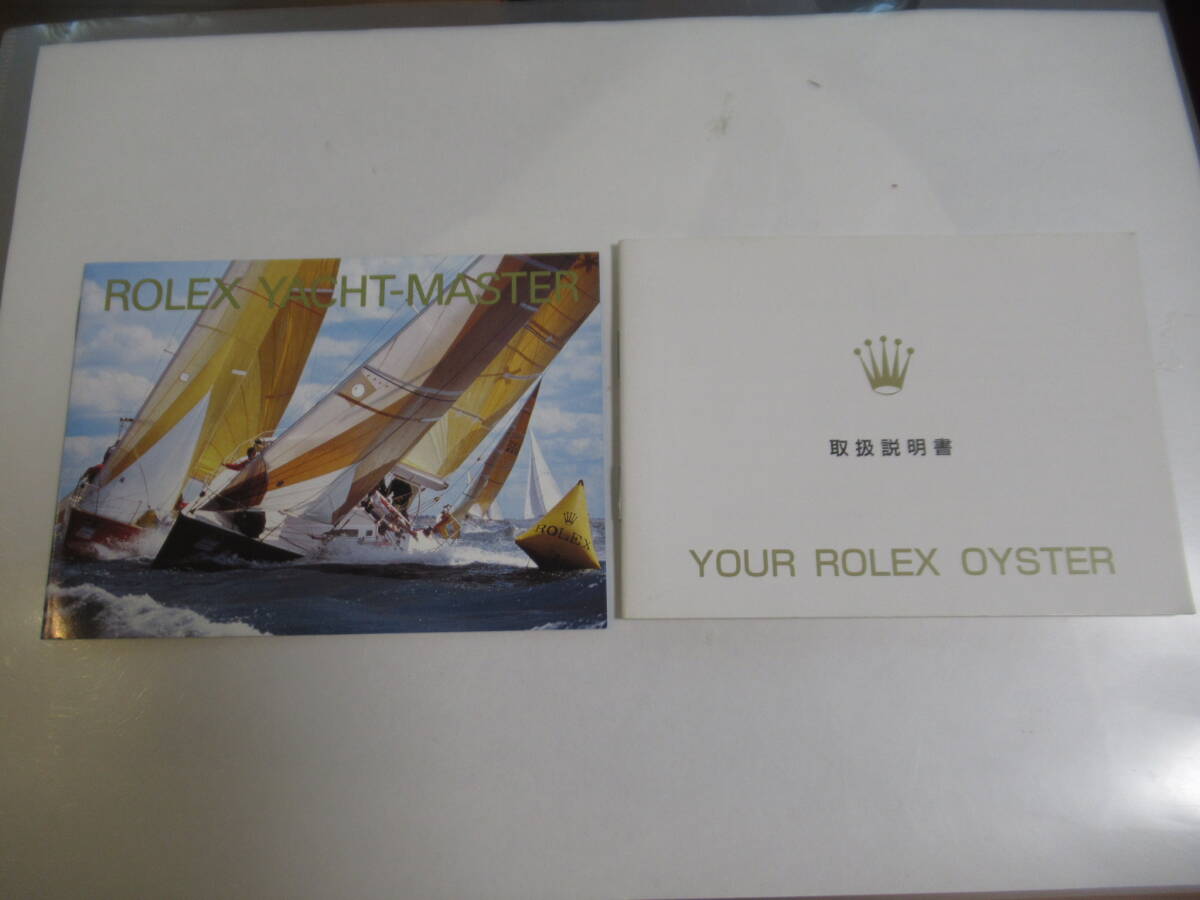 ROLEX YACHT-MASTER
ROLEX
取扱説明書
YOUR ROLEX OYSTER